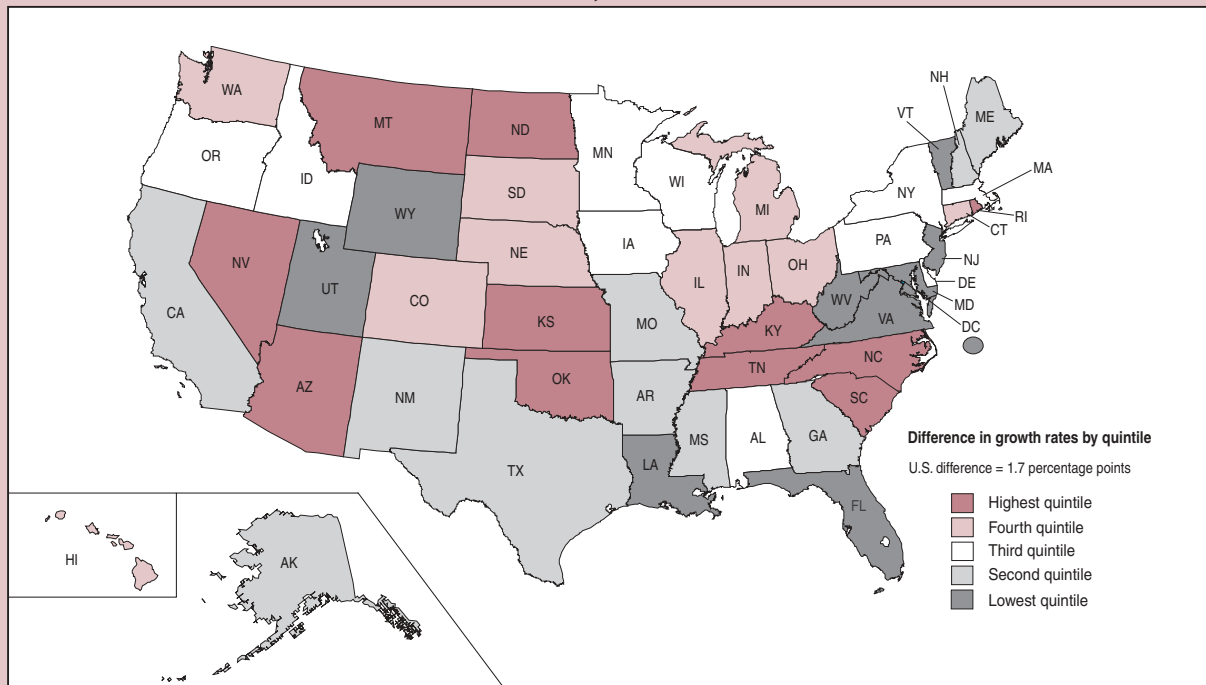 NH
ME
VT
WA
MT
ND
MN
OR
ID
MA
WI
NY
SD
WY
MI
RI
CT
PA
IA
NE
NJ
OH
IN
IL
NV
DE
UT
WV
MD
CO
CA
VA
DC
KS
MO
KY
NC
TN
OK
AZ
NM
AR
SC
MS
AL
GA
Difference in growth rates by quintile
LA
U.S. difference = 1.7 percentage points
TX
FL
Highest quintile
Fourth quintile
Third quintile
HI
AK
Second quintile
Lowest quintile